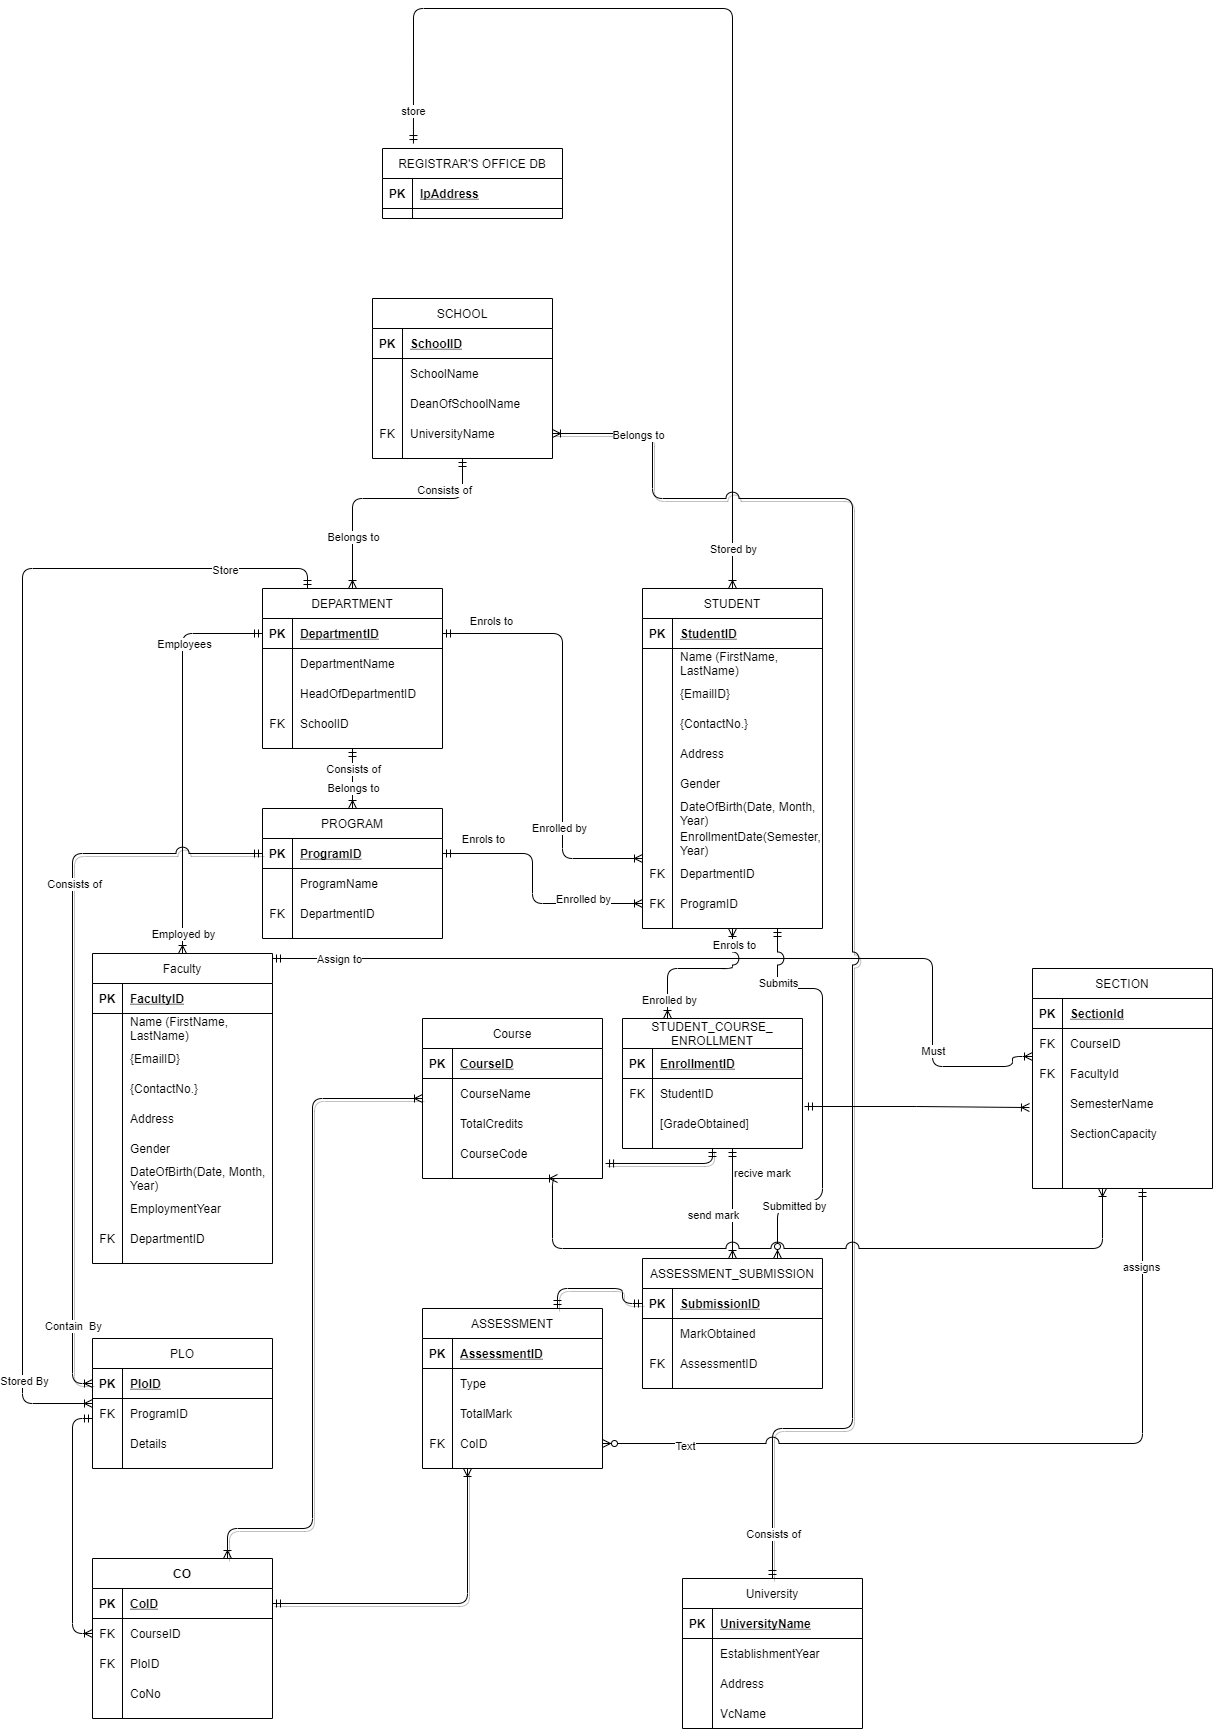 store
REGISTRAR'S OFFICE DB
PK IpAddress
SCHOOL
PK SchoolID
SchoolName
DeanOfSchoolName
FK UniversityName
Belongs to
Consists of
Belongs to
Stored by
Store
DEPARTMENT
PK DepartmentID
DepartmentName
HeadOfDepartmentID
FK SchoolID
Enrols to
Employees
STUDENT
PK StudentID
Name (FirstName,
LastName)
{EmailID}
{ContactNo.}
Address
Gender
DateOfBirth(Date, Month,
Year)
EnrollmentDate(Semester,
Year)
FK DepartmentID
FK ProgramID
Consists of
Belongs to
PROGRAM
PK ProgramID
ProgramName
FK DepartmentID
Enrolled by
Enrols to
Enrolled by
Consists of
Employed by
Faculty
PK FacultyID
Name (FirstName,
LastName)
{EmailID}
{ContactNo.}
Address
Gender
DateOfBirth(Date, Month,
Year)
EmploymentYear
FK DepartmentID
Assign to
Enrols to
Submits
Enrolled by
SECTION
PK SectionId
FK CourseID
FK FacultyId
SemesterName
SectionCapacity
Must
Course
PK CourseID
CourseName
TotalCredits
CourseCode
STUDENT_COURSE_
ENROLLMENT
PK EnrollmentID
FK StudentID
[GradeObtained]
recive mark
send mark
Submitted by
assigns
ASSESSMENT_SUBMISSION
PK SubmissionID
MarkObtained
FK AssessmentID
ASSESSMENT
PK AssessmentID
Type
TotalMark
FK CoID
Text
Contain By
Stored By
PLO
PK PloID
FK ProgramID
Details
CO
PK CoID
FK CourseID
FK PloID
CoNo
Consists of
University
PK UniversityName
EstablishmentYear
Address
VcName